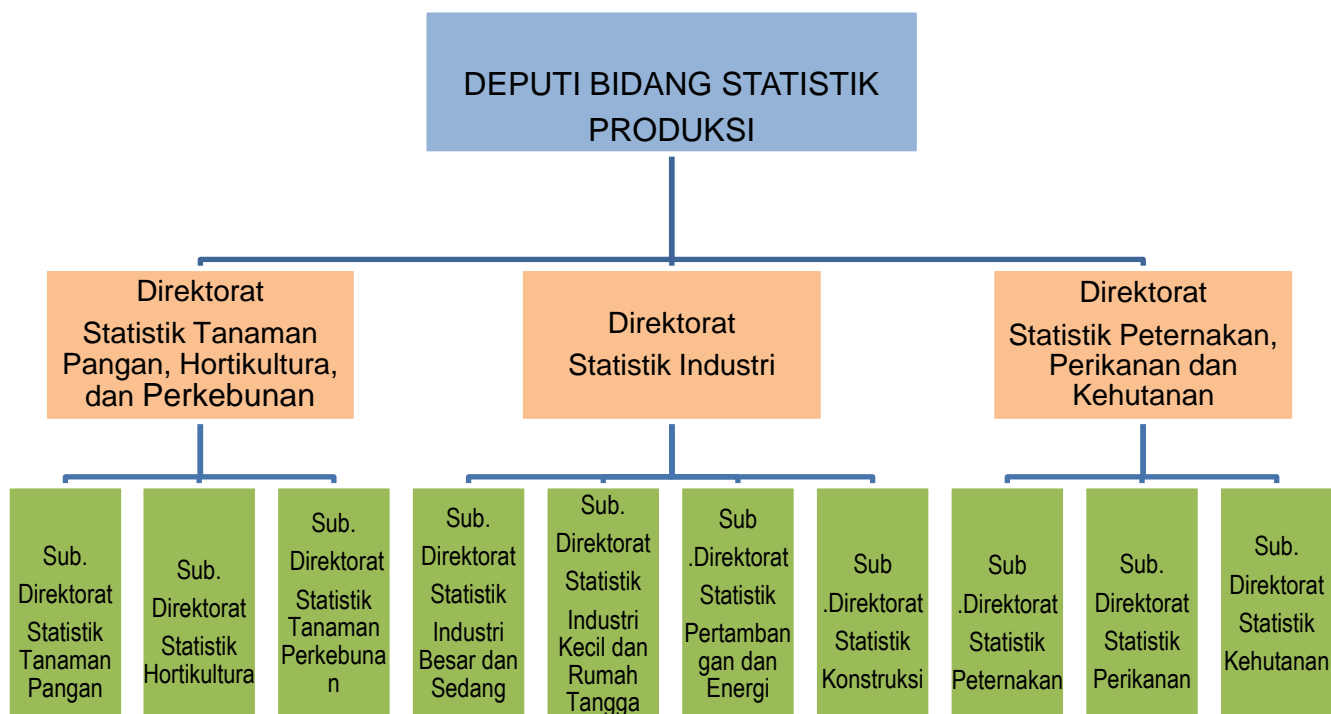 DEPUTI BIDANG STATISTIK
PRODUKSI
Direktorat
Statistik Tanaman
Pangan, Hortikultura,
dan Perkebunan
Direktorat
Statistik Industri
Direktorat
Statistik Peternakan,
Perikanan dan
Kehutanan
Sub.
Direktorat
Statistik
Tanaman
Pangan
Sub.
Direktorat
Statistik
Hortikultura
Sub.
Direktorat
Statistik
Tanaman
Perkebuna
n
Sub.
Direktorat
Statistik
Industri
Besar dan
Sedang
Sub.
Direktorat
Statistik
Industri
Kecil dan
Rumah
Tangga
Sub
.Direktorat
Statistik
Pertamban
gan dan
Energi
Sub
.Direktorat
Statistik
Konstruksi
Sub
.Direktorat
Statistik
Peternakan
Sub.
Direktorat
Statistik
Perikanan
Sub.
Direktorat
Statistik
Kehutanan